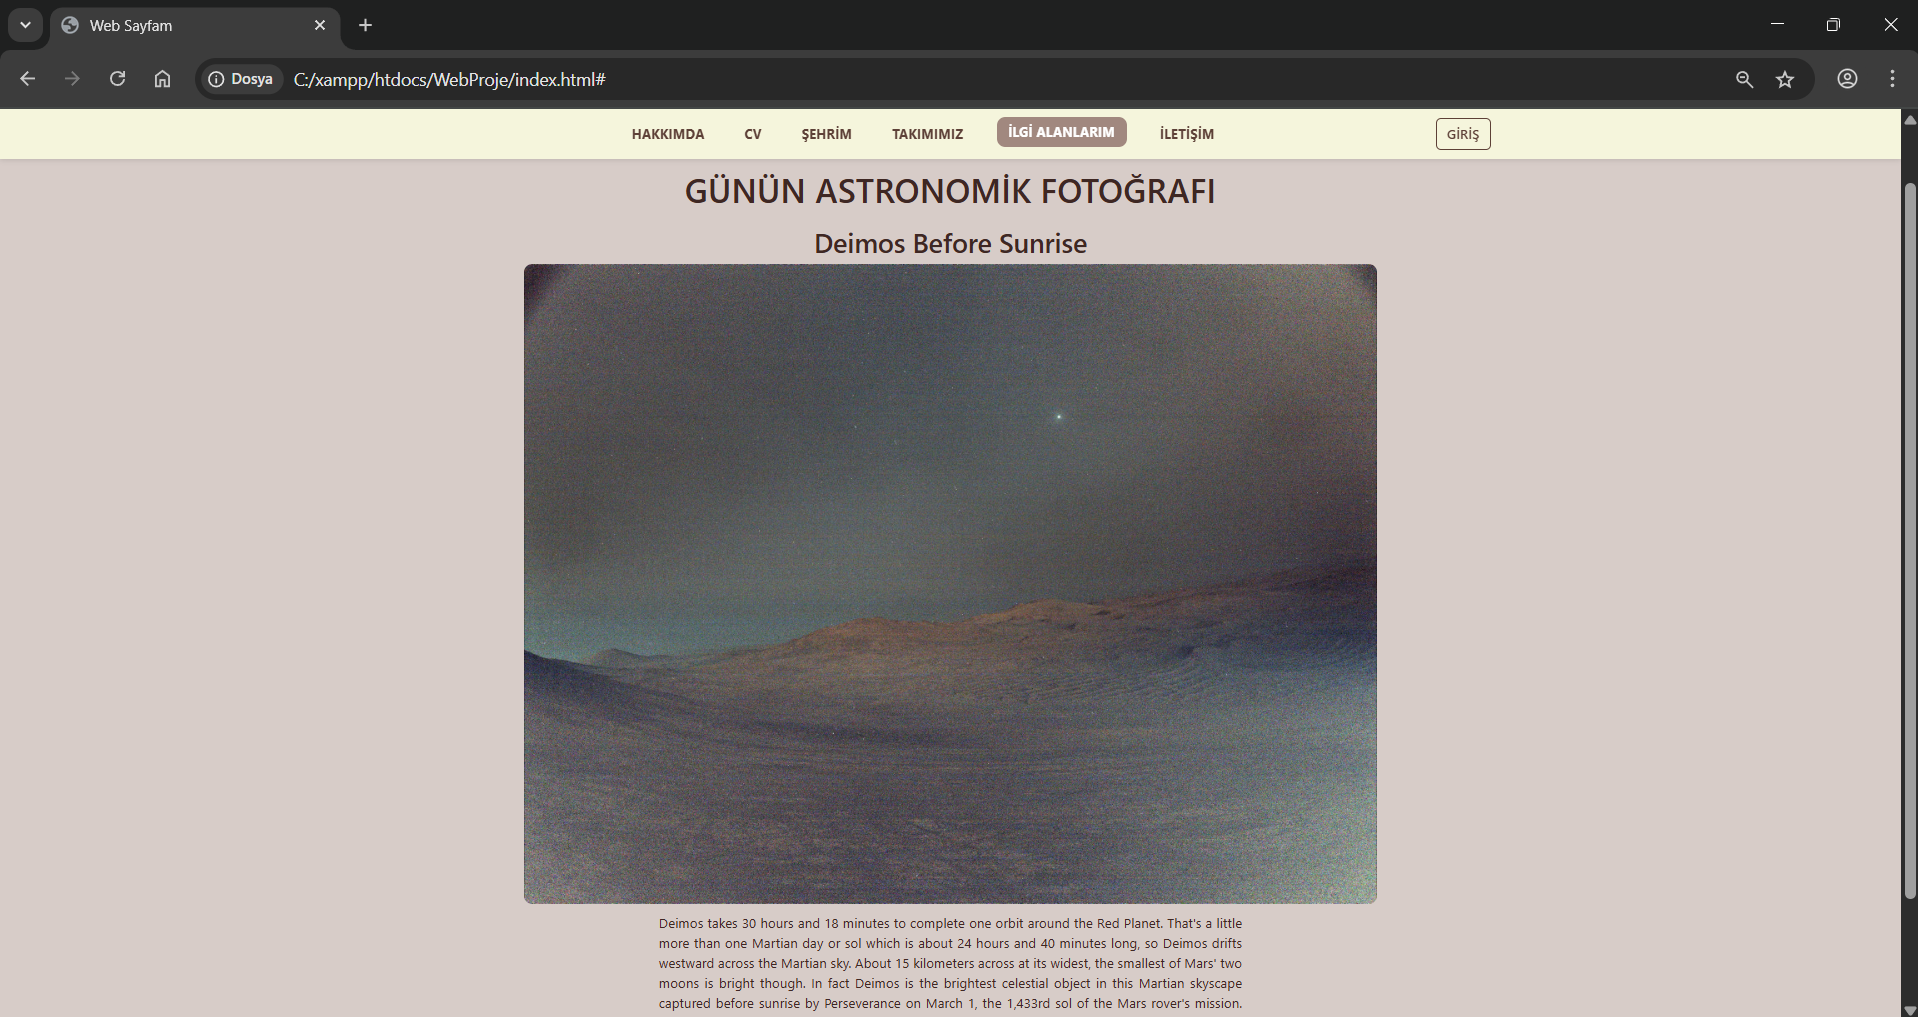 Web Sayfam
Dosya
C:/xampp/htdocs/WebProje/index.html#
HAKKIMDA
CV
ŞEHRİM
TAKIMIMIZ
İLGİ ALANLARIM
İLETİŞİM
GİRİŞ
GÜNÜN ASTRONOMİK FOTOĞRAFI
Deimos Before Sunrise
Deimos takes 30 hours and 18 minutes to complete one orbit around the Red Planet. That's a little
more than one Martian day or sol which is about 24 hours and 40 minutes long, so Deimos drifts
westward across the Martian sky. About 15 kilometers across at its widest, the smallest of Mars' two
moons is bright though. In fact Deimos is the brightest celestial object in this Martian skyscape
captured before sunrise by Perseverance on March 1, the 1,433rd sol of the Mars rover's mission.